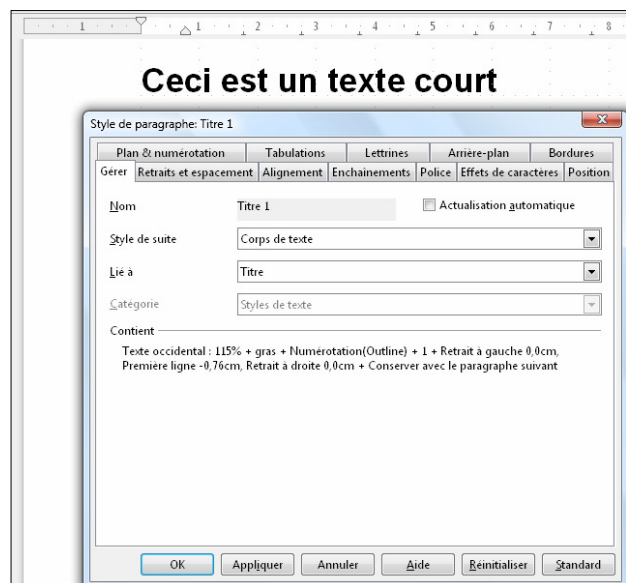 1 1 2 3 4 5 6 7 8
Ceci est un texte court
Style de paragraphe: Titre 1
Plan & numérotation Tabulations Lettrines Arrière-plan Bordures
Gérer Retraits et espacement Alignement Enchaînements Police Effets de caractères Position
Nom Titre 1 Actualisation automatique
Style de suite Corps de texte
Lié à Titre
Catégorie Styles de texte
Contient
Texte occidental : 115% + gras + Numérotation(Outline) + 1 + Retrait à gauche 0,0cm,
Première ligne -0,76cm, Retrait à droite 0,0cm + Conserver avec le paragraphe suivant
OK Appliquer Annuler Aide Réinitialiser Standard